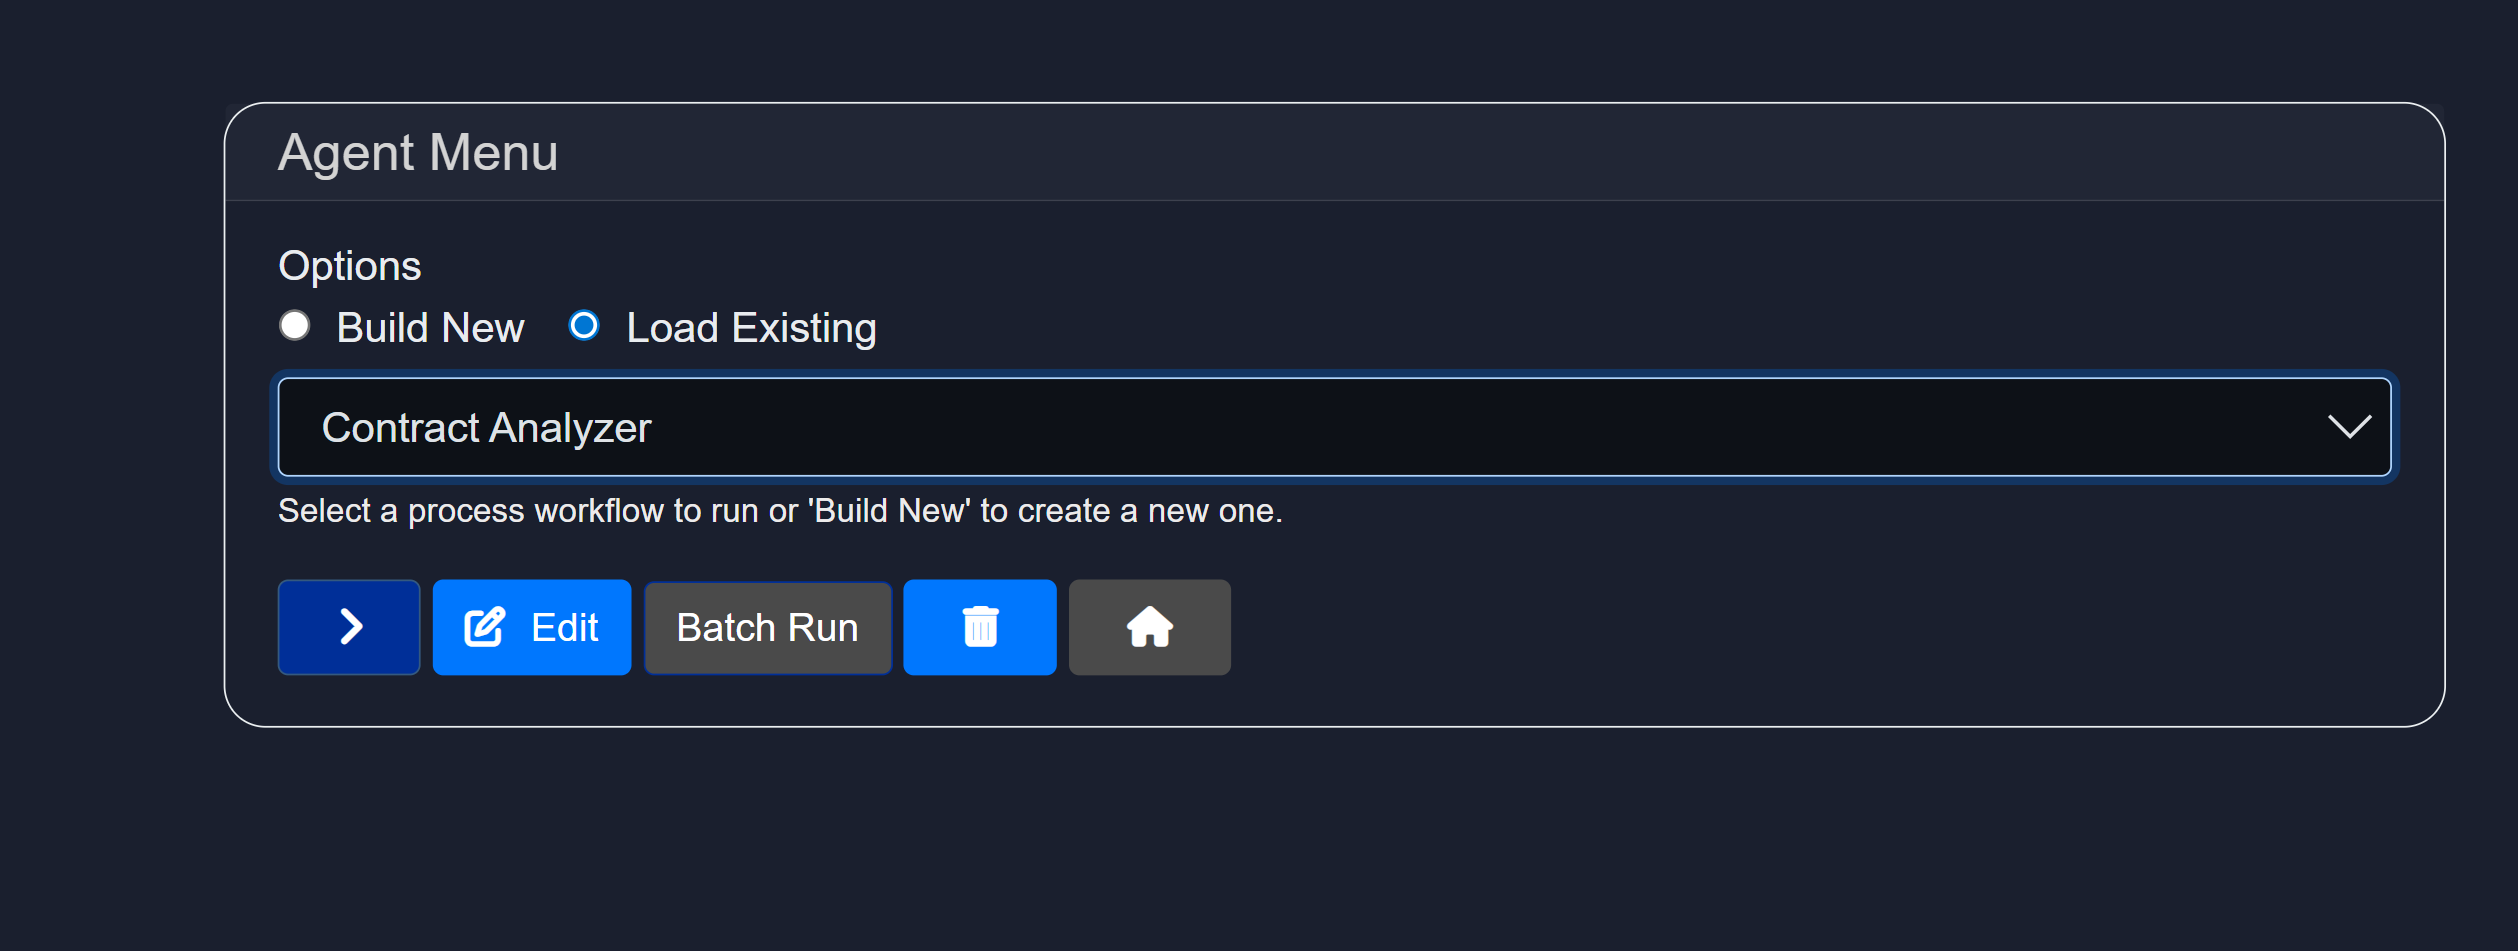 Agent Menu
Options
Build New Load Existing
Contract Analyzer
Select a process workflow to run or 'Build New' to create a new one.
Edit Batch Run